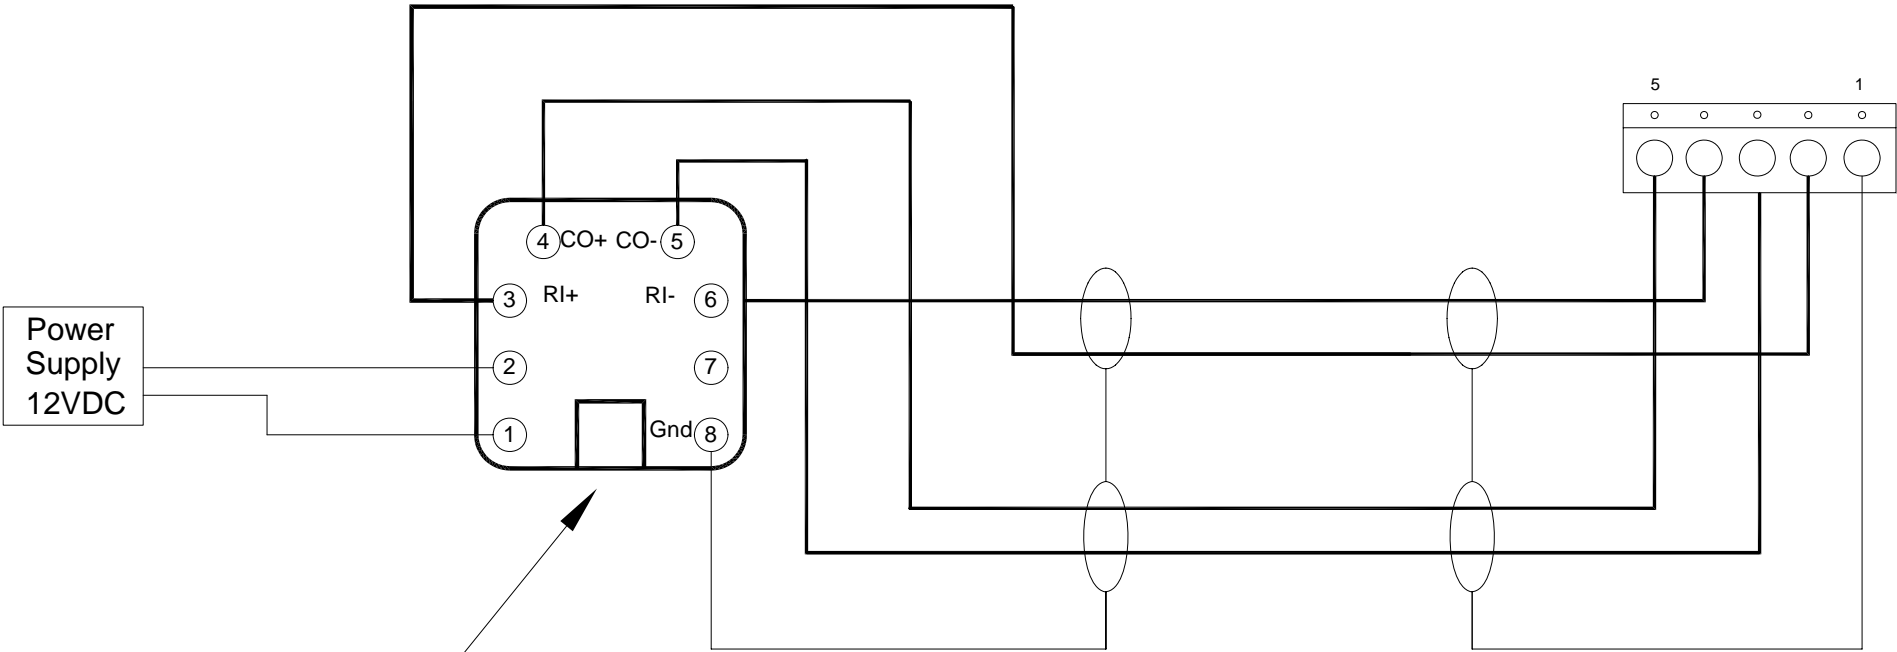 5 1
4 CO+ CO- 5
3 RI+ RI- 6
Power
Supply
12VDC
2 7
1 Gnd 8